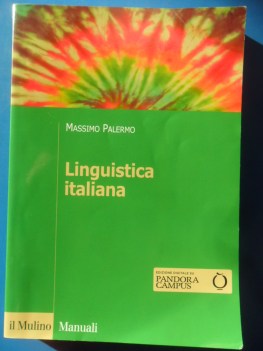 MASSIMO PALERMO
Linguistica
italiana
EDIZIONE DIGITALE SU
PANDORA
CAMPUS
il Mulino
Manuali